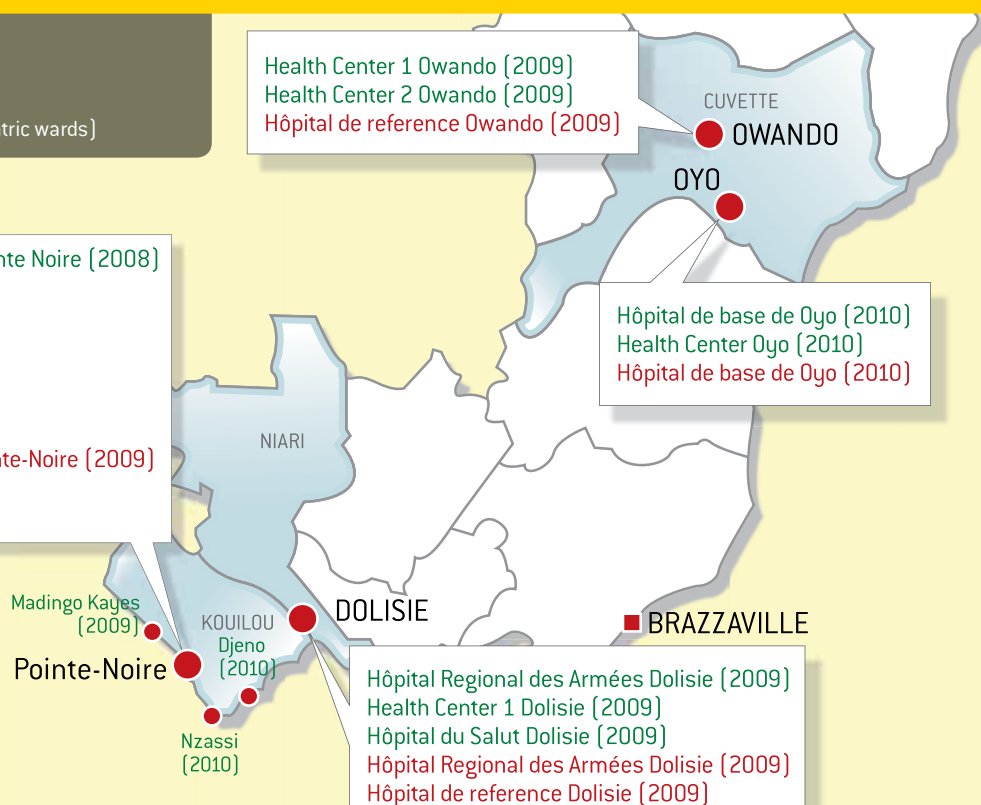 tric wards)
Health Center 1 Owando (2009)
Health Center 2 Owando (2009)
Hôpital de reference Owando (2009)
CUVETTE
OWANDO
OYO
nte Noire (2008)
Hôpital de base de Oyo (2010)
Health Center Oyo (2010)
Hôpital de base de Oyo (2010)
NIARI
te-Noire (2009)
Madingo Kayes
(2009)
KOUILOU
Djeno
(2010)
DOLISIE
BRAZZAVILLE
Pointe-Noire
Nzassi
(2010)
Hôpital Regional des Armées Dolisie (2009)
Health Center 1 Dolisie (2009)
Hôpital du Salut Dolisie (2009)
Hôpital Regional des Armées Dolisie (2009)
Hôpital de reference Dolisie (2009)